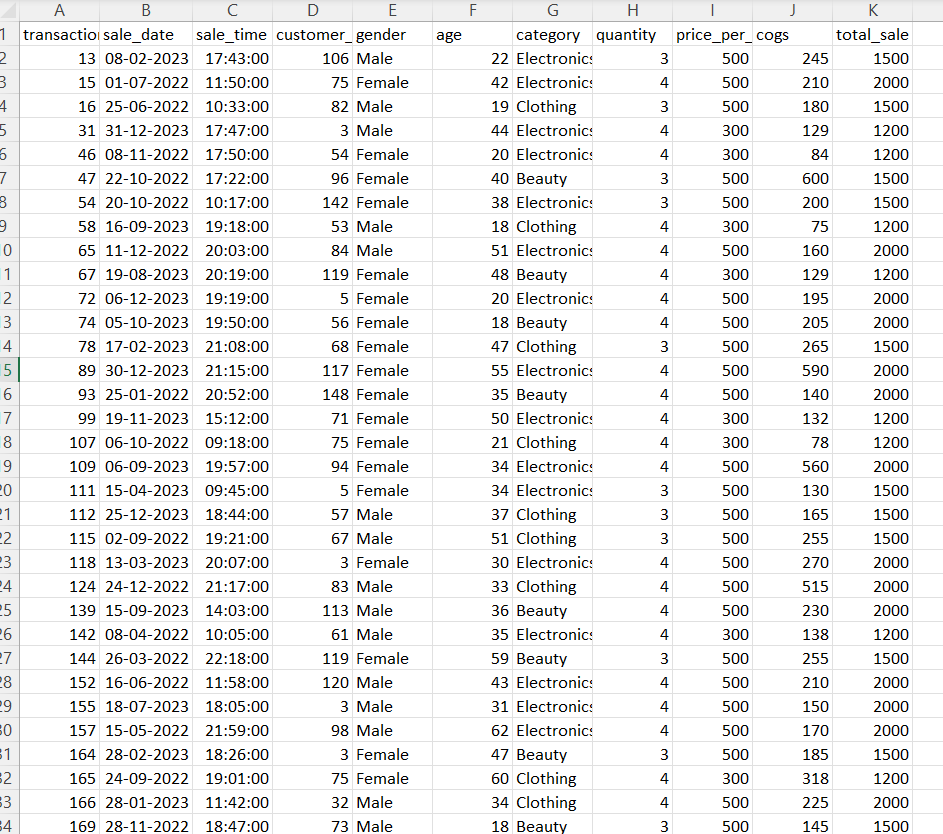 A B C D E F G H I J K
1 transaction sale_date sale_time customer_ gender age category quantity price_per_ cogs total_sale
2 13 08-02-2023 17:43:00 106 Male 22 Electronics 3 500 245 1500
3 15 01-07-2022 11:50:00 75 Female 42 Electronics 4 500 210 2000
4 16 25-06-2022 10:33:00 82 Male 19 Clothing 3 500 180 1500
5 31 31-12-2023 17:47:00 3 Male 44 Electronics 4 300 129 1200
6 46 08-11-2022 17:50:00 54 Female 20 Electronics 4 300 84 1200
7 47 22-10-2022 17:22:00 96 Female 40 Beauty 3 500 600 1500
8 54 20-10-2022 10:17:00 142 Female 38 Electronics 3 500 200 1500
9 58 16-09-2023 19:18:00 53 Male 18 Clothing 4 300 75 1200
10 65 11-12-2022 20:03:00 84 Male 51 Electronics 4 500 160 2000
11 67 19-08-2023 20:19:00 119 Female 48 Beauty 4 300 129 1200
12 72 06-12-2023 19:19:00 5 Female 20 Electronics 4 500 195 2000
13 74 05-10-2023 19:50:00 56 Female 18 Beauty 4 500 205 2000
14 78 17-02-2023 21:08:00 68 Female 47 Clothing 3 500 265 1500
15 89 30-12-2023 21:15:00 117 Female 55 Electronics 4 500 590 2000
16 93 25-01-2022 20:52:00 148 Female 35 Beauty 4 500 140 2000
17 99 19-11-2023 15:12:00 71 Female 50 Electronics 4 300 132 1200
18 107 06-10-2022 09:18:00 75 Female 21 Clothing 4 300 78 1200
19 109 06-09-2023 19:57:00 94 Female 34 Electronics 4 500 560 2000
20 111 15-04-2023 09:45:00 5 Female 34 Electronics 3 500 130 1500
21 112 25-12-2023 18:44:00 57 Male 37 Clothing 3 500 165 1500
22 115 02-09-2022 19:21:00 67 Male 51 Clothing 3 500 255 1500
23 118 13-03-2023 20:07:00 3 Female 30 Electronics 4 500 270 2000
24 124 24-12-2022 21:17:00 83 Male 33 Clothing 4 500 515 2000
25 139 15-09-2023 14:03:00 113 Male 36 Beauty 4 500 230 2000
26 142 08-04-2022 10:05:00 61 Male 35 Electronics 4 300 138 1200
27 144 26-03-2022 22:18:00 119 Female 59 Beauty 3 500 255 1500
28 152 16-06-2022 11:58:00 120 Male 43 Electronics 4 500 210 2000
29 155 18-07-2023 18:05:00 3 Male 31 Electronics 4 500 150 2000
30 157 15-05-2022 21:59:00 98 Male 62 Electronics 4 500 170 2000
31 164 28-02-2023 18:26:00 3 Female 47 Beauty 3 500 185 1500
32 165 24-09-2022 19:01:00 75 Female 60 Clothing 4 300 318 1200
33 166 28-01-2023 11:42:00 32 Male 34 Clothing 4 500 225 2000
34 169 28-11-2022 18:47:00 73 Male 18 Beauty 3 500 145 1500